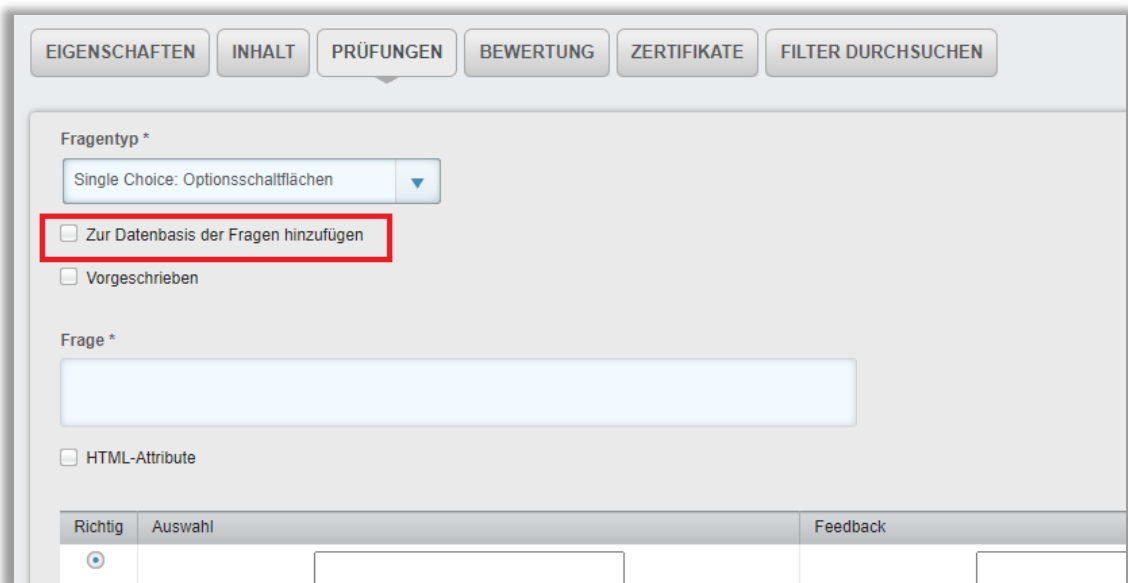 EIGENSCHAFTEN INHALT PRÜFUNGEN BEWERTUNG ZERTIFIKATE FILTER DURCHSUCHEN
Fragentyp *
Single Choice: Optionsschaltflächen
Zur Datenbasis der Fragen hinzufügen
Vorgeschrieben
Frage *
HTML-Attribute
Richtig Auswahl Feedback